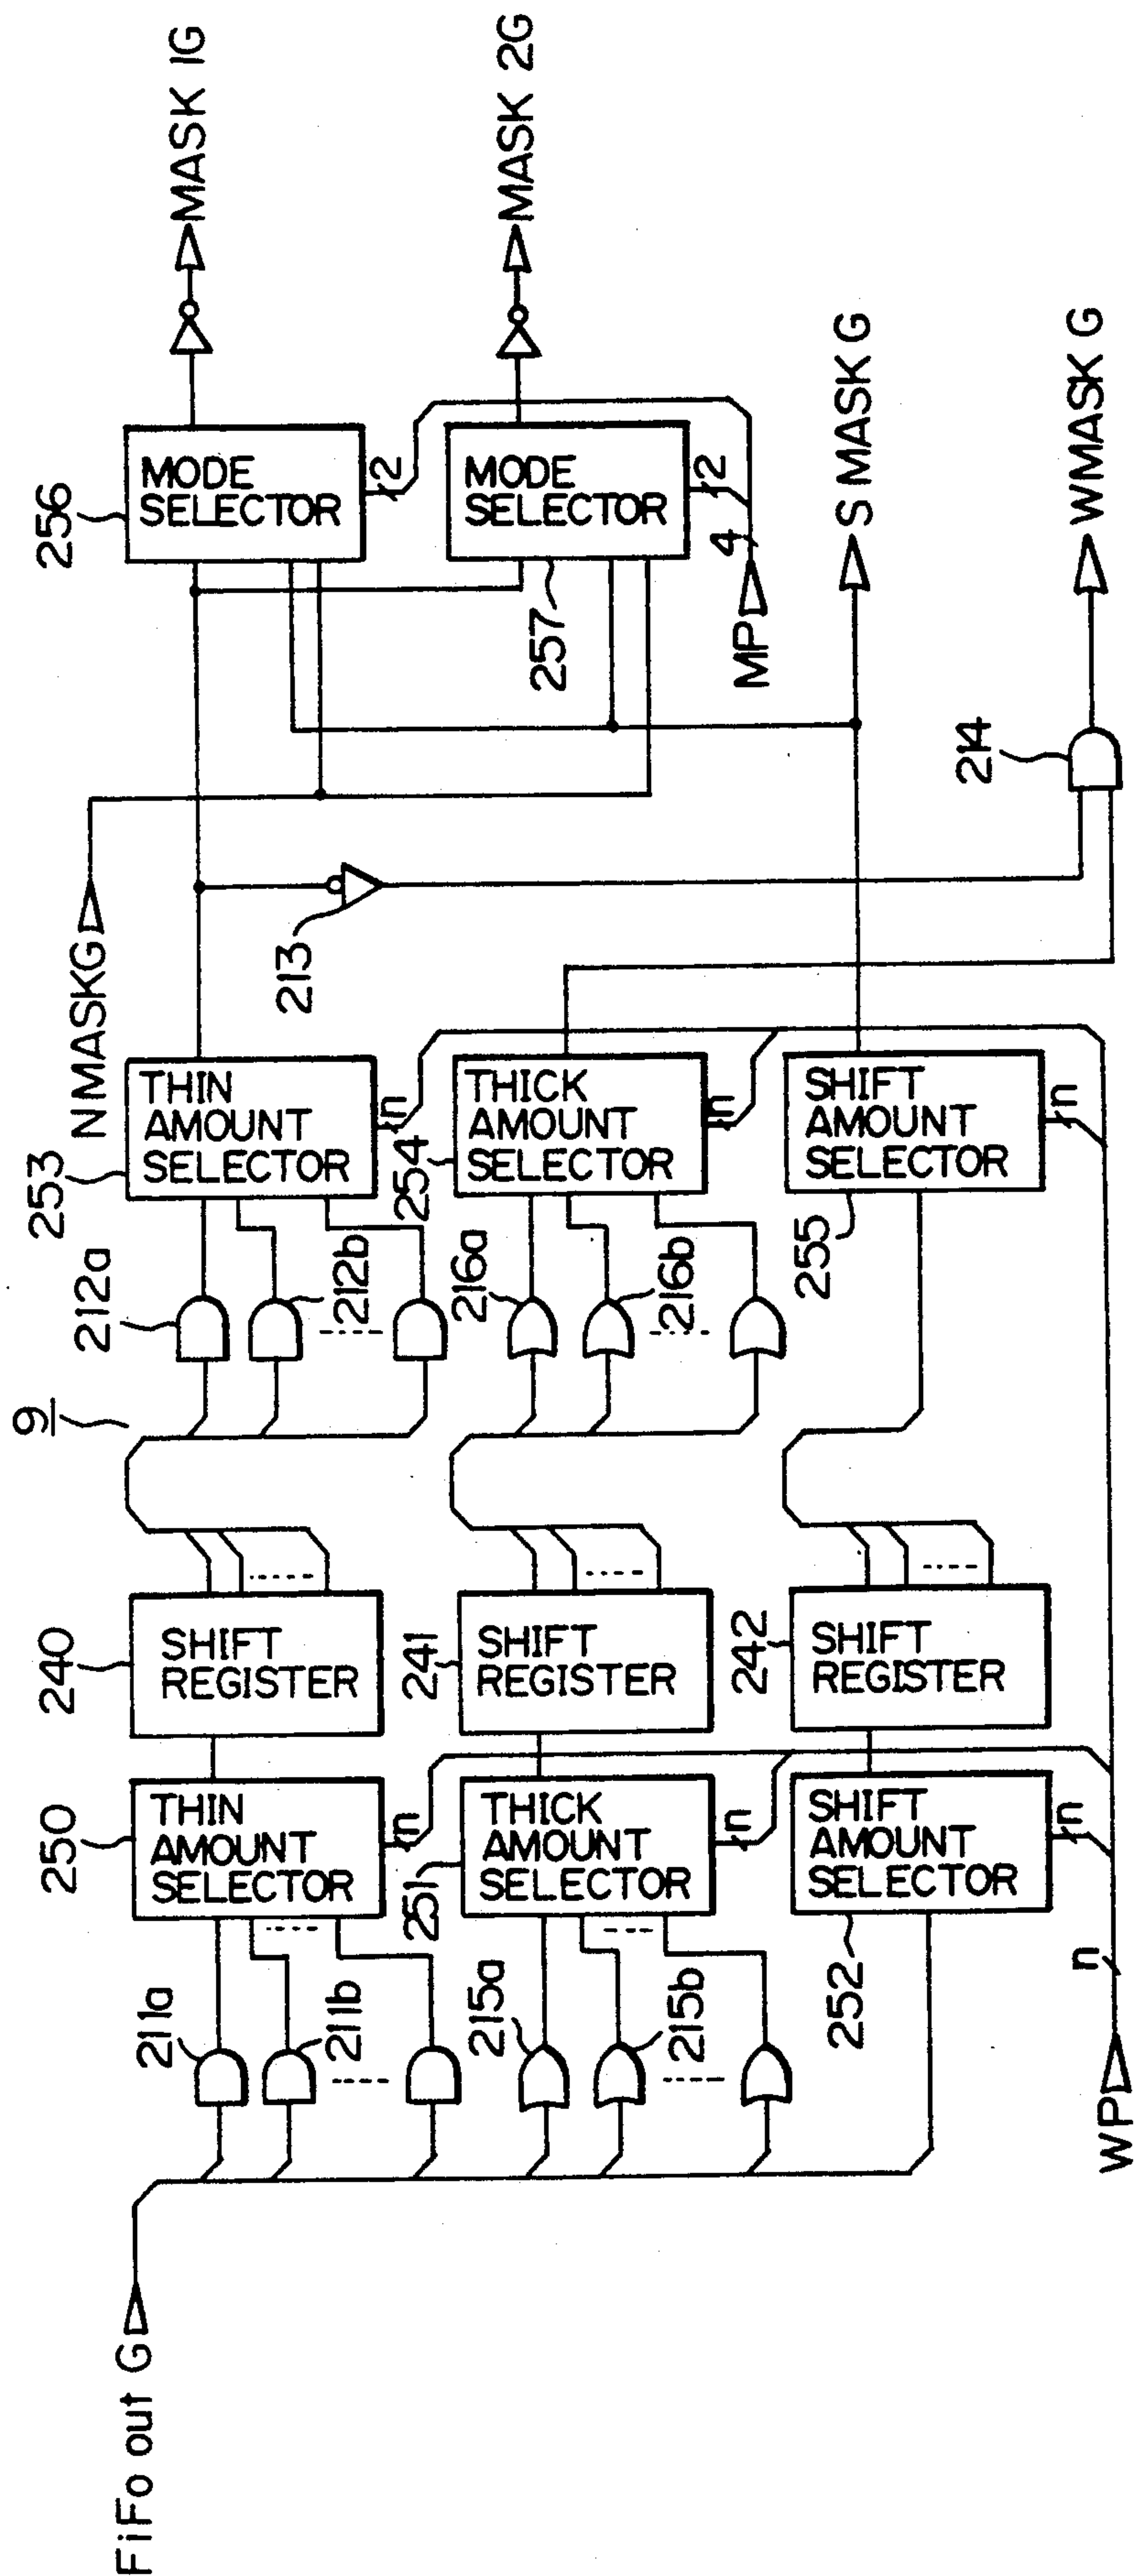 FiFo out G
211a
211b
215a
215b
250
THIN
AMOUNT
SELECTOR
n
251
THICK
AMOUNT
SELECTOR
n
252
SHIFT
AMOUNT
SELECTOR
n
WP
n
240
SHIFT
REGISTER
241
SHIFT
REGISTER
242
SHIFT
REGISTER
9
212a
212b
216a
216b
253
THIN
AMOUNT
SELECTOR
n
254
THICK
AMOUNT
SELECTOR
n
255
SHIFT
AMOUNT
SELECTOR
n
NMASKG
213
214
256
MODE
SELECTOR
2
257
MODE
SELECTOR
2
MP
4
MASK 1G
MASK 2G
S MASK G
WMASK G